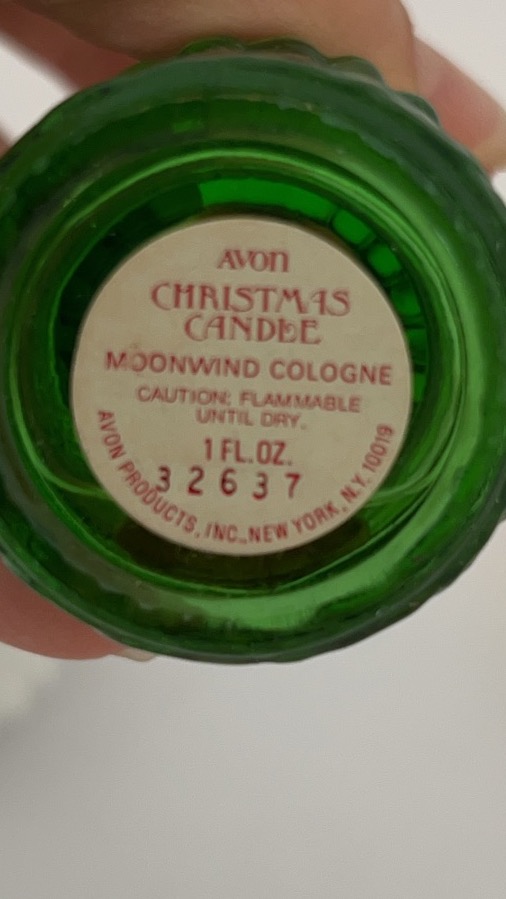 AVON
CHRISTMAS
CANDLE
MOONWIND COLOGNE
CAUTION: FLAMMABLE
UNTIL DRY.
1 FL.OZ.
32637
AVON PRODUCTS, INC., NEW YORK, N.Y. 10019